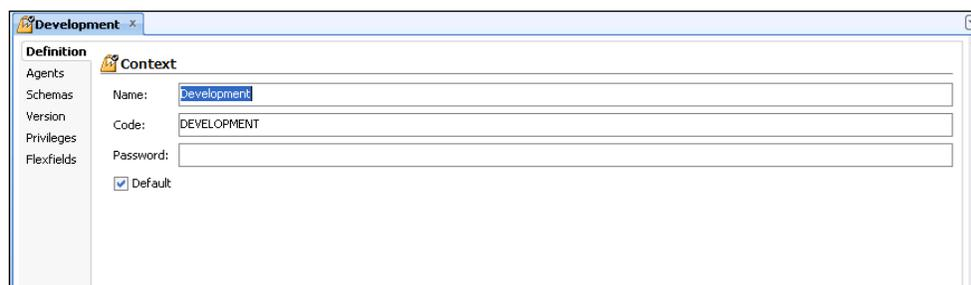 Development ×
Definition
Agents
Schemas
Version
Privileges
Flexfields
Context
Name: Development
Code: DEVELOPMENT
Password:
Default